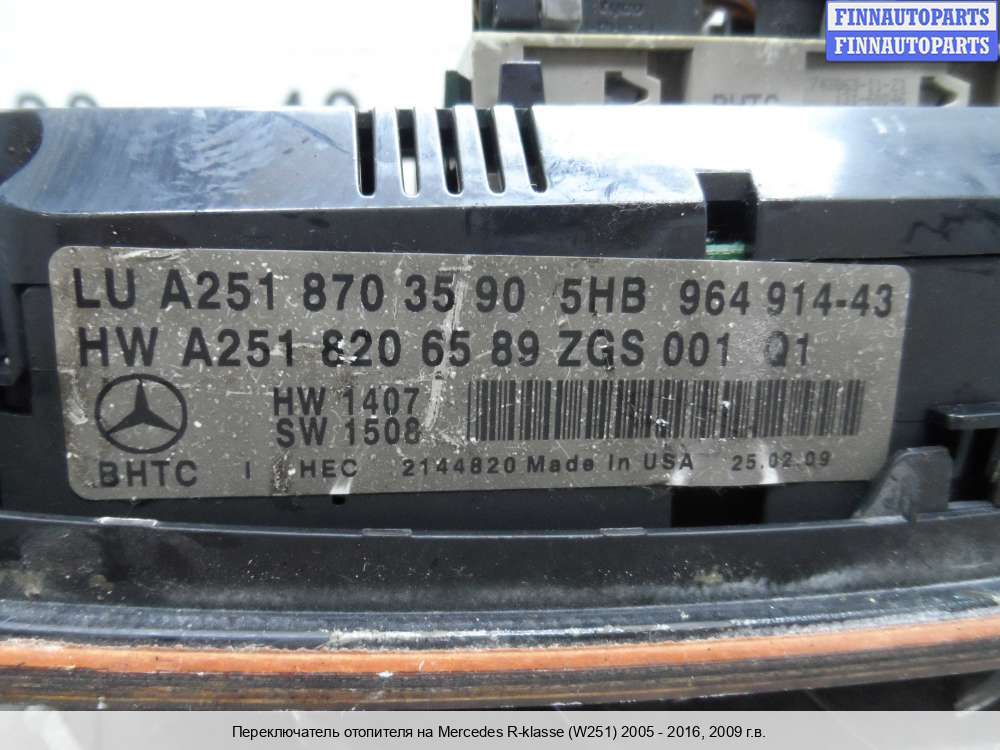 FINNAUTOPARTS
FINNAUTOPARTS
BHTC
LU A251 870 35 90 5HB 964 914-43
HW A251 820 65 89 ZGS 001 Q1
HW 1407
SW 1508
BHTC I HEC 2144820 Made in USA 25.02.09
Переключатель отопителя на Mercedes R-klasse (W251) 2005 - 2016, 2009 г.в.